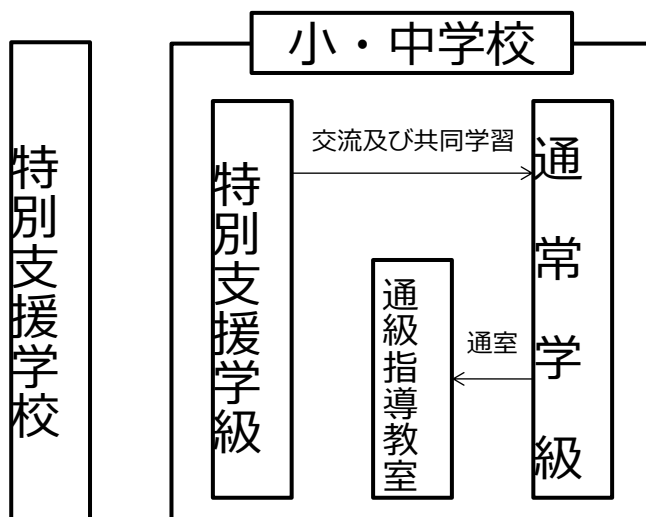 小・中学校
特別支援学校
特別支援学級
交流及び共同学習
通常学級
通級指導教室
通室